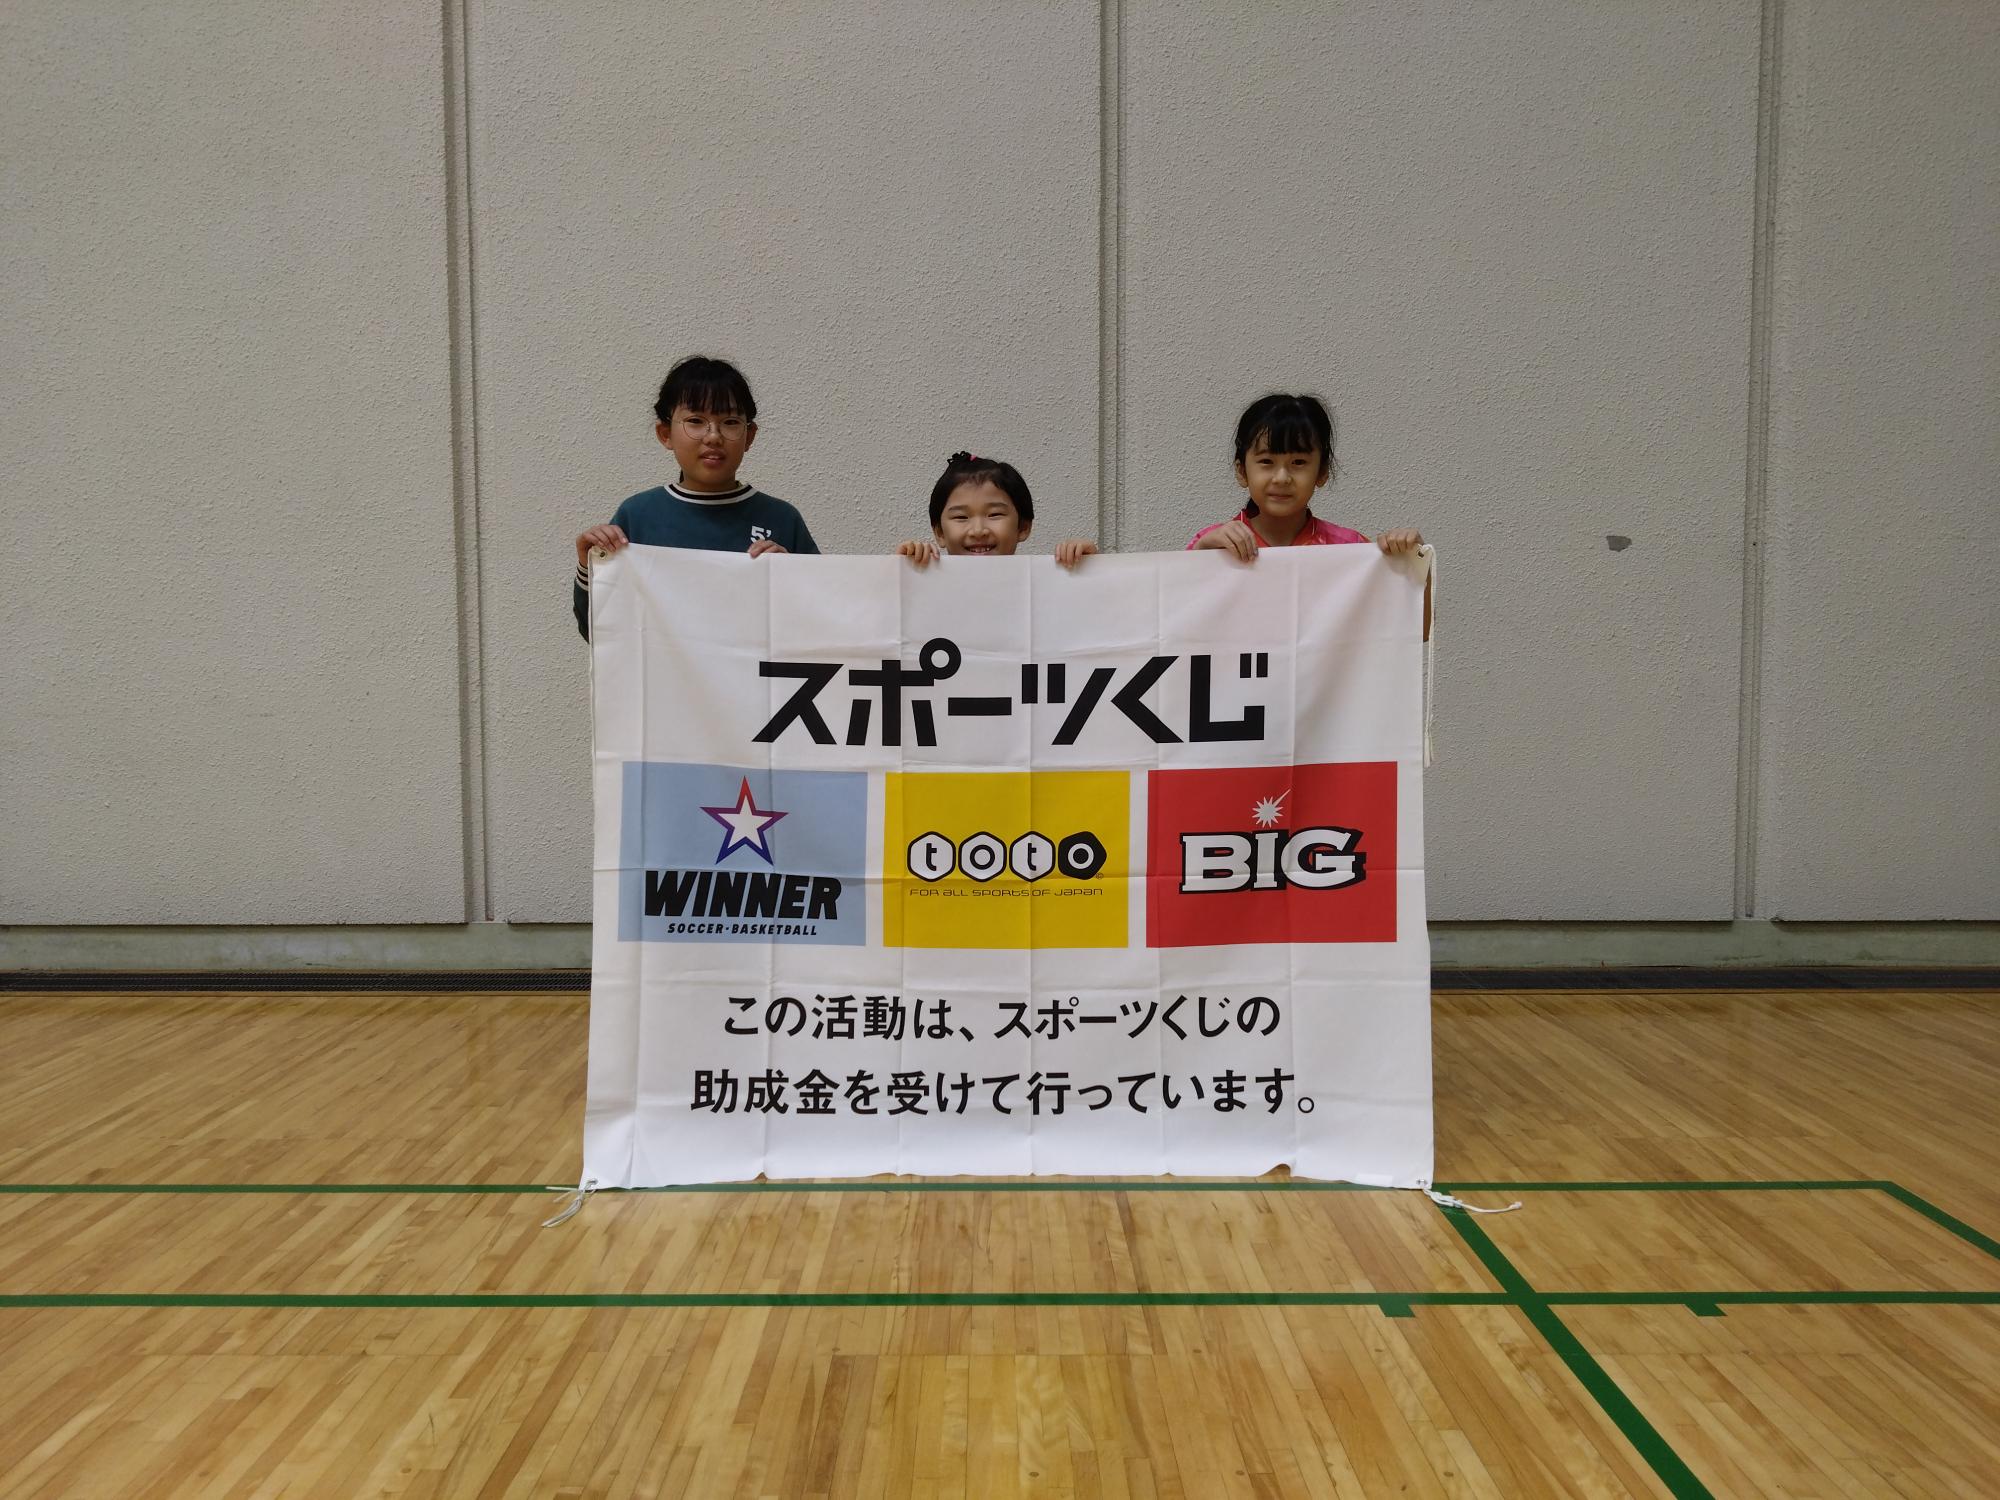 5'
スポーツくじ
WINNER
SOCCER・BASKETBALL
toto
FOR ALL SPORTS OF JAPAN
BIG
この活動は、スポーツくじの
助成金を受けて行っています。